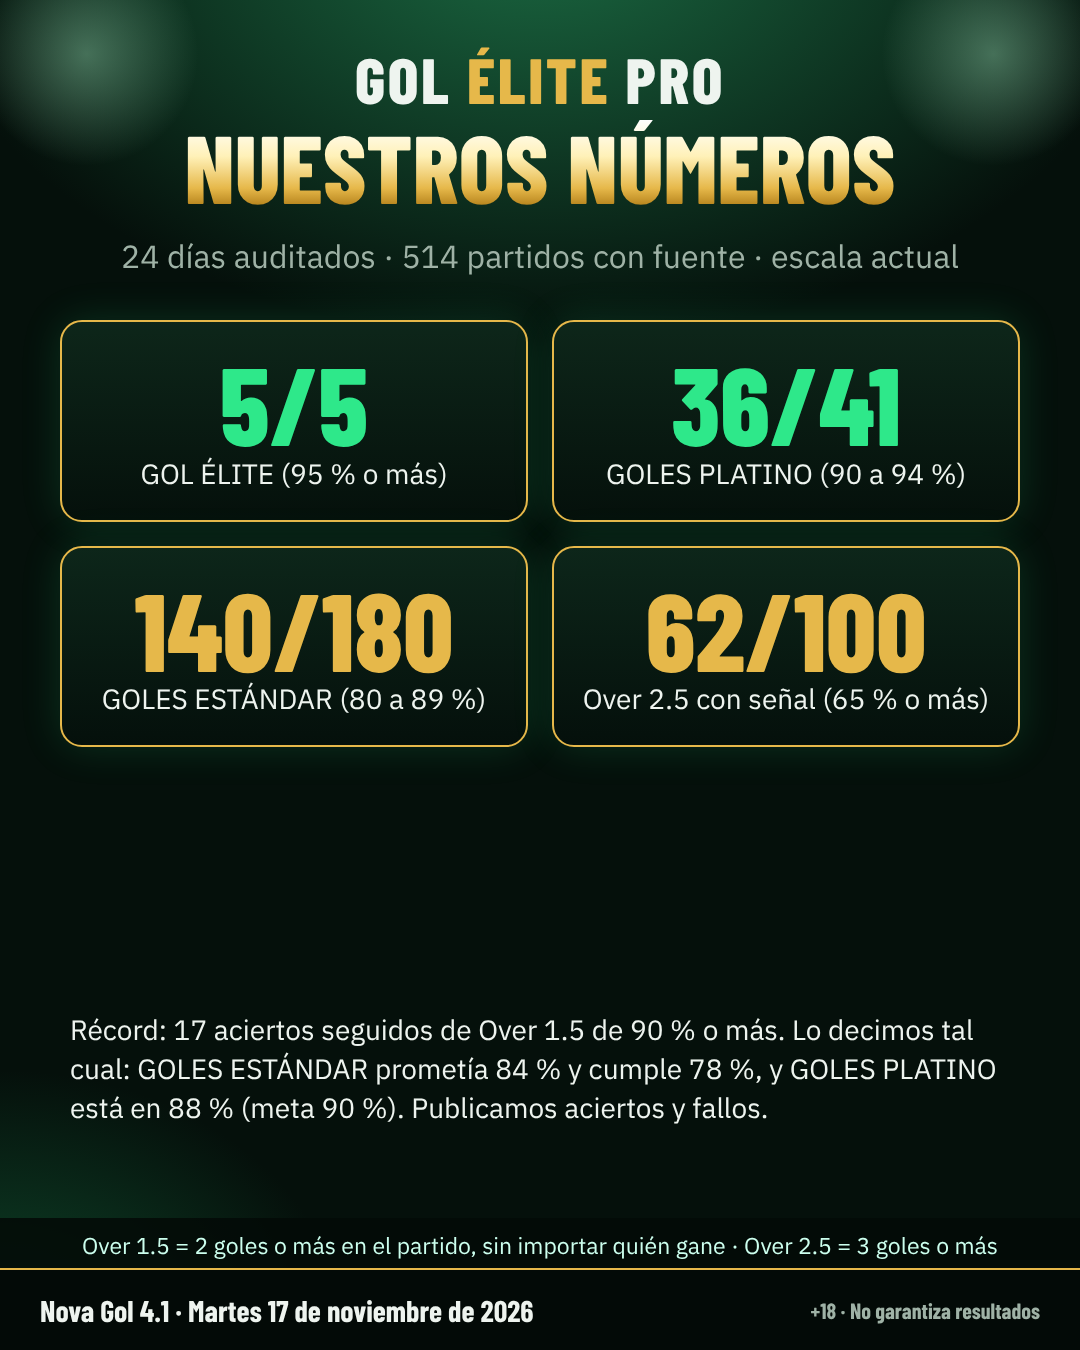 GOL ÉLITE PRO
NUESTROS NÚMEROS
24 días auditados · 514 partidos con fuente · escala actual
5/5
GOL ÉLITE (95 % o más)
36/41
GOLES PLATINO (90 a 94 %)
140/180
GOLES ESTÁNDAR (80 a 89 %)
62/100
Over 2.5 con señal (65 % o más)
Récord: 17 aciertos seguidos de Over 1.5 de 90 % o más. Lo decimos tal
cual: GOLES ESTÁNDAR prometía 84 % y cumple 78 %, y GOLES PLATINO
está en 88 % (meta 90 %). Publicamos aciertos y fallos.
Over 1.5 = 2 goles o más en el partido, sin importar quién gane · Over 2.5 = 3 goles o más
Nova Gol 4.1 · Martes 17 de noviembre de 2026
+18 · No garantiza resultados